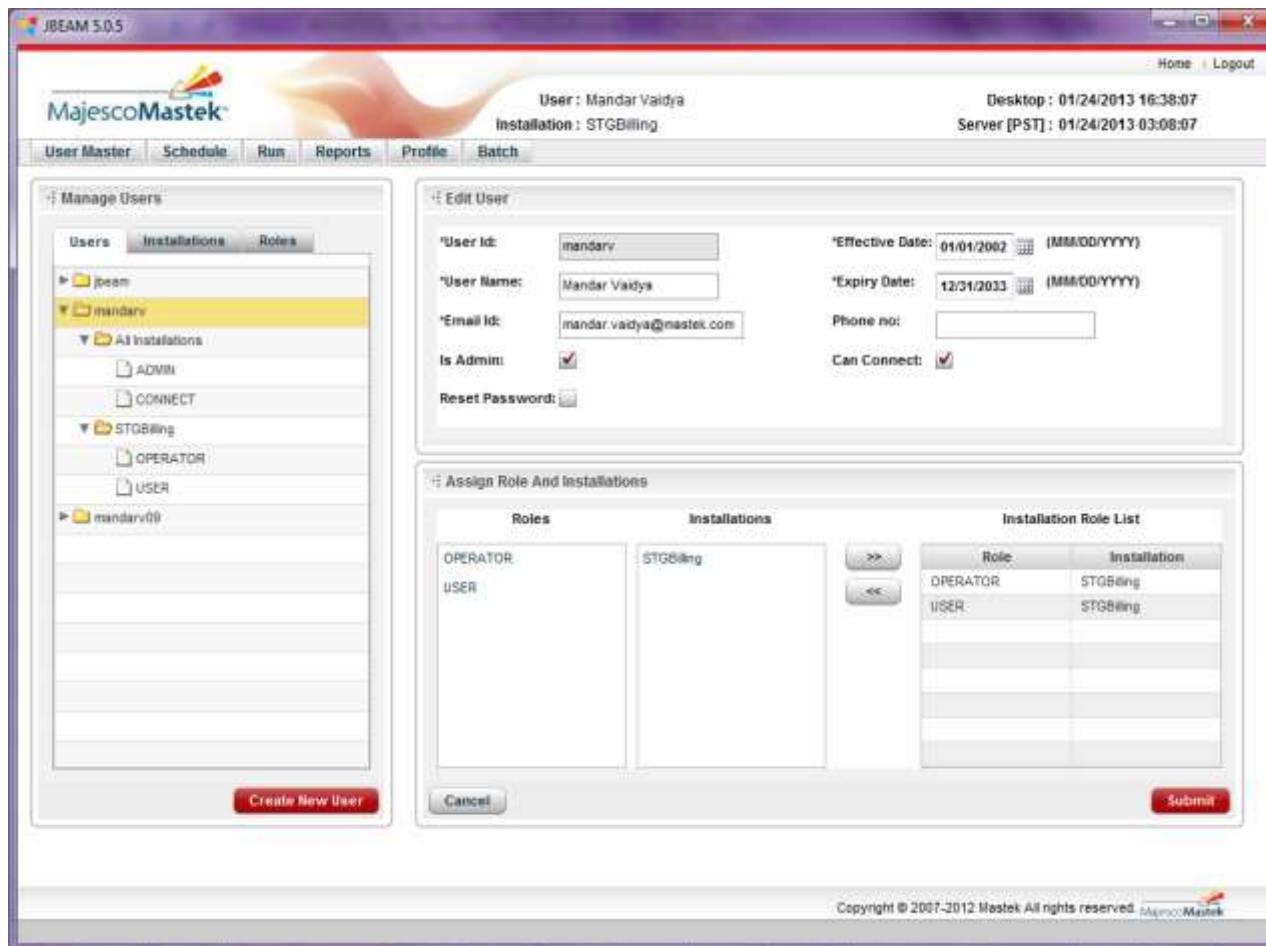 JBEAM 5.0.5
Home | Logout
MajescoMastek
User : Mandar Vaidya
Installation : STGBilling
Desktop : 01/24/2013 16:38:07
Server [PST] : 01/24/2013 03:08:07
User Master Schedule Run Reports Profile Batch
Manage Users
Users Installations Roles
jbeam
mandarv
All Installations
ADMIN
CONNECT
STGBilling
OPERATOR
USER
mandarv09
Create New User
Edit User
*User Id: mandarv *Effective Date: 01/01/2002 (MM/DD/YYYY)
*User Name: Mandar Vaidya *Expiry Date: 12/31/2033 (MM/DD/YYYY)
*Email Id: mandar.vaidya@mastek.com Phone no:
Is Admin: Can Connect:
Reset Password:
Assign Role And Installations
Roles Installations Installation Role List
OPERATOR STGBilling >> Role Installation
USER << OPERATOR STGBilling
USER STGBilling
Cancel Submit
Copyright © 2007-2012 Mastek All rights reserved. MajescoMastek